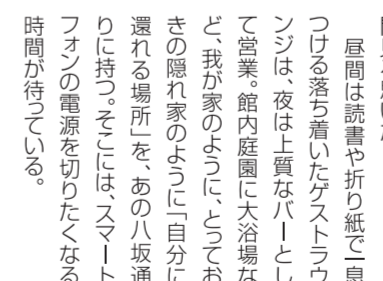 昼間は読書や折り紙で一息
つける落ち着いたゲストラウ
ンジは、夜は上質なバーとし
て営業。館内庭園に大浴場な
ど、我が家のように、とってお
きの隠れ家のように「自分に
還れる場所」を、あの八坂通
りに持つ。そこには、スマート
フォンの電源を切りたくなる
時間が待っている。